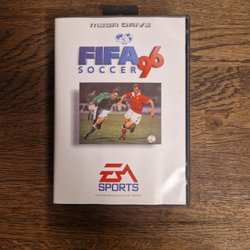 MEGA DRIVE
FIFA
SOCCER 96
EA
SPORTS